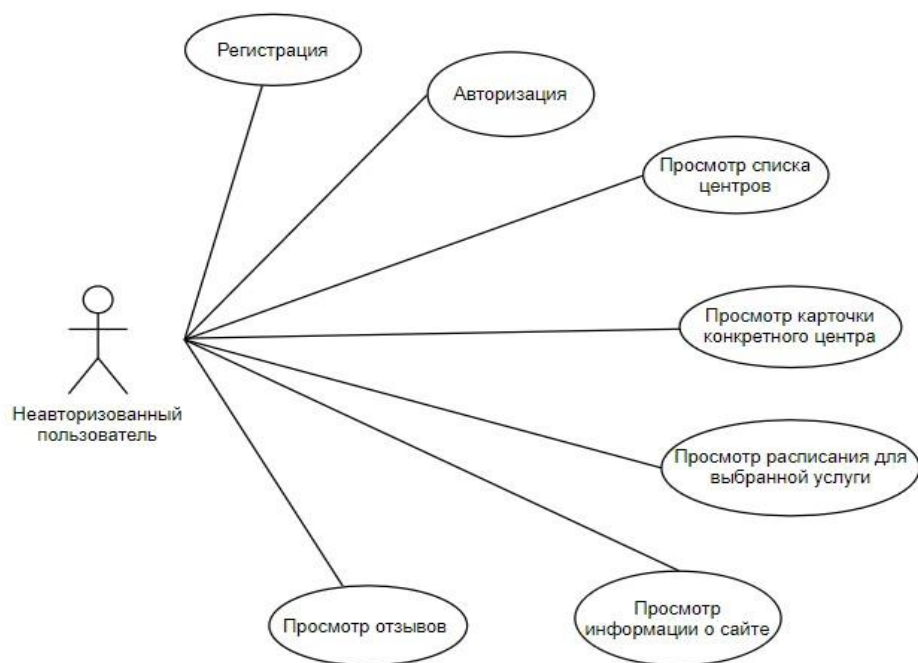 Регистрация
Авторизация
Просмотр списка
центров
Просмотр карточки
конкретного центра
Неавторизованный
пользователь
Просмотр расписания для
выбранной услуги
Просмотр
информации о сайте
Просмотр отзывов